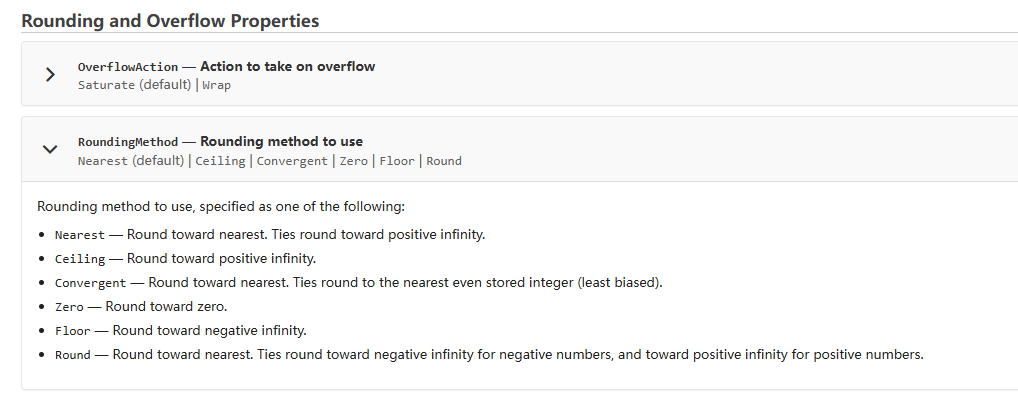 Rounding and Overflow Properties
OverflowAction — Action to take on overflow
Saturate (default) | Wrap
RoundingMethod — Rounding method to use
Nearest (default) | Ceiling | Convergent | Zero | Floor | Round
Rounding method to use, specified as one of the following:
• Nearest — Round toward nearest. Ties round toward positive infinity.
• Ceiling — Round toward positive infinity.
• Convergent — Round toward nearest. Ties round to the nearest even stored integer (least biased).
• Zero — Round toward zero.
• Floor — Round toward negative infinity.
• Round — Round toward nearest. Ties round toward negative infinity for negative numbers, and toward positive infinity for positive numbers.